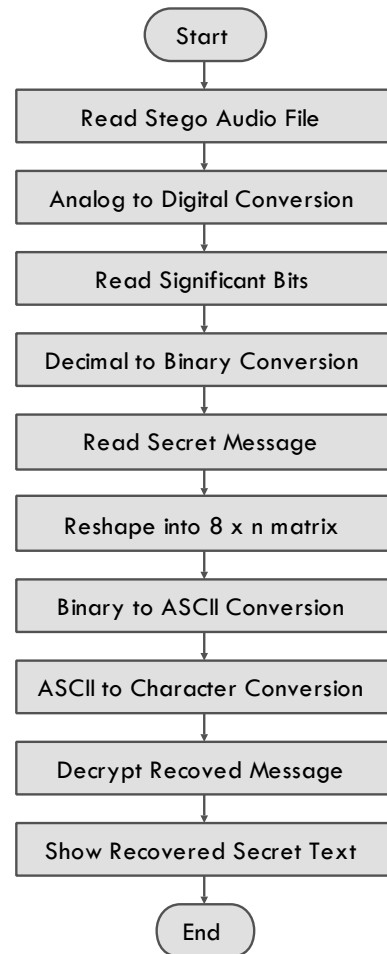 Start
Read Stego Audio File
Analog to Digital Conversion
Read Significant Bits
Decimal to Binary Conversion
Read Secret Message
Reshape into 8 x n matrix
Binary to ASCII Conversion
ASCII to Character Conversion
Decrypt Recoved Message
Show Recovered Secret Text
End